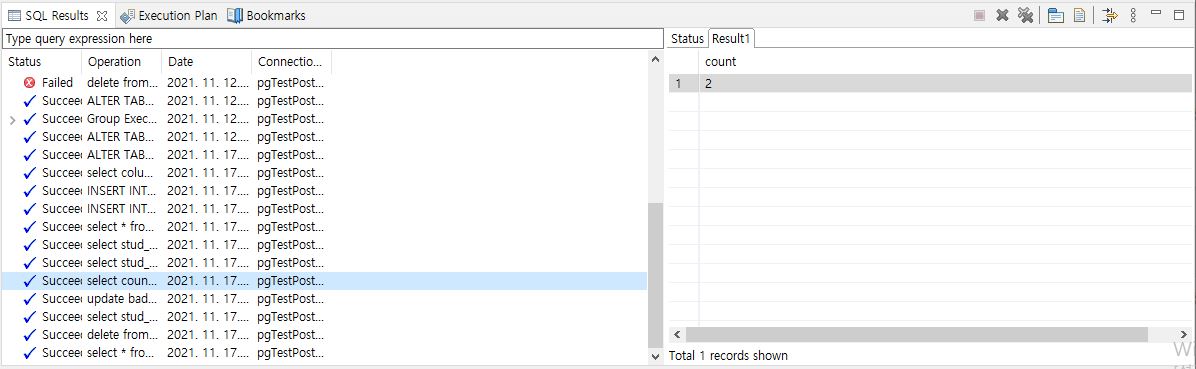 SQL Results Execution Plan Bookmarks
Type query expression here
Status Operation Date Connectio...
Failed delete from... 2021. 11. 12.... pgTestPost...
Succee ALTER TAB... 2021. 11. 12.... pgTestPost...
Succee Group Exec... 2021. 11. 12.... pgTestPost...
Succee ALTER TAB... 2021. 11. 12.... pgTestPost...
Succee ALTER TAB... 2021. 11. 17.... pgTestPost...
Succee select colu... 2021. 11. 17.... pgTestPost...
Succee INSERT INT... 2021. 11. 17.... pgTestPost...
Succee INSERT INT... 2021. 11. 17.... pgTestPost...
Succee select * fro... 2021. 11. 17.... pgTestPost...
Succee select stud_... 2021. 11. 17.... pgTestPost...
Succee select stud_... 2021. 11. 17.... pgTestPost...
Succee select coun... 2021. 11. 17.... pgTestPost...
Succee update bad... 2021. 11. 17.... pgTestPost...
Succee select stud_... 2021. 11. 17.... pgTestPost...
Succee delete from... 2021. 11. 17.... pgTestPost...
Succee select * fro... 2021. 11. 17.... pgTestPost...
Status Result1
count
1 2
Total 1 records shown